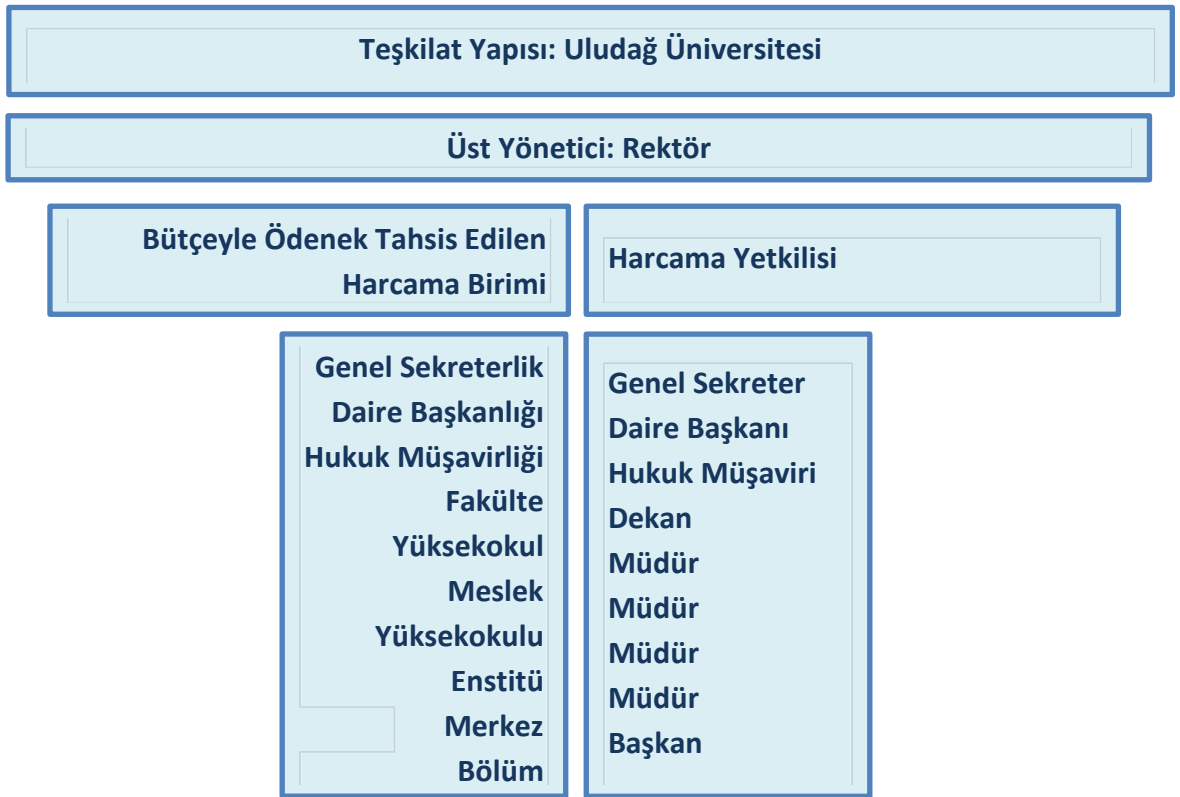 Teşkilat Yapısı: Uludağ Üniversitesi
Üst Yönetici: Rektör
Bütçeyle Ödenek Tahsis Edilen
Harcama Birimi
Harcama Yetkilisi
Genel Sekreterlik
Daire Başkanlığı
Hukuk Müşavirliği
Fakülte
Yüksekokul
Meslek
Yüksekokulu
Enstitü
Merkez
Bölüm
Genel Sekreter
Daire Başkanı
Hukuk Müşaviri
Dekan
Müdür
Müdür
Müdür
Müdür
Başkan